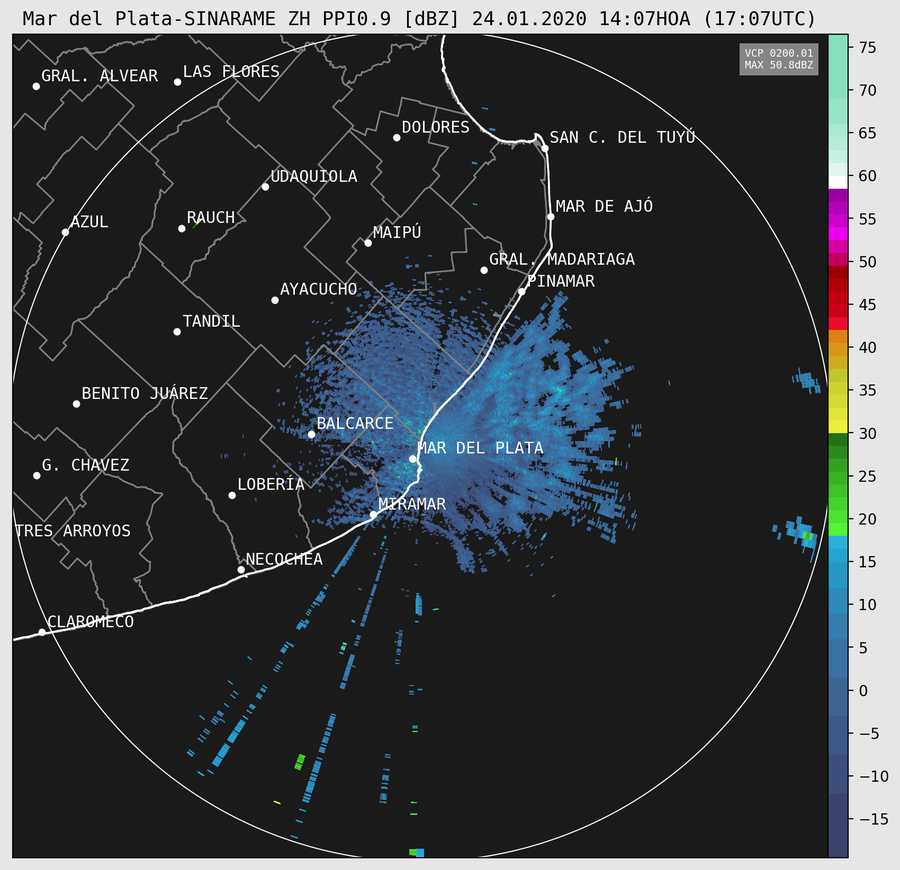 Mar del Plata-SINARAME ZH PPI0.9 [dBZ] 24.01.2020 14:07HOA (17:07UTC)
VCP 0200.01
MAX 50.8dBZ
GRAL. ALVEAR
LAS FLORES
DOLORES
SAN C. DEL TUYÚ
UDAQUIOLA
MAR DE AJÓ
AZUL
RAUCH
MAIPÚ
GRAL. MADARIAGA
PINAMAR
AYACUCHO
TANDIL
BENITO JUÁREZ
BALCARCE
MAR DEL PLATA
G. CHAVEZ
LOBERÍA
MIRAMAR
TRES ARROYOS
NECOCHEA
CLAROMECO
75
70
65
60
55
50
45
40
35
30
25
20
15
10
5
0
−5
−10
−15